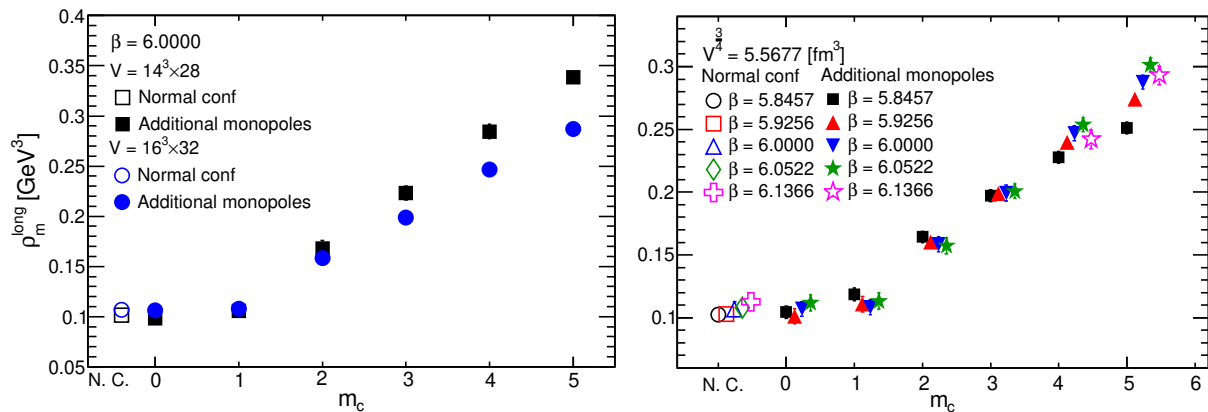 β = 6.0000
V = 14³×28
Normal conf
Additional monopoles
V = 16³×32
Normal conf
Additional monopoles
ρ_m^long [GeV³]
0.4
0.35
0.3
0.25
0.2
0.15
0.1
0.05
N. C. 0 1 2 3 4 5
m_c
V^{3/4} = 5.5677 [fm³]
Normal conf Additional monopoles
β = 5.8457 β = 5.8457
β = 5.9256 β = 5.9256
β = 6.0000 β = 6.0000
β = 6.0522 β = 6.0522
β = 6.1366 β = 6.1366
0.3
0.25
0.2
0.15
0.1
N. C. 0 1 2 3 4 5 6
m_c